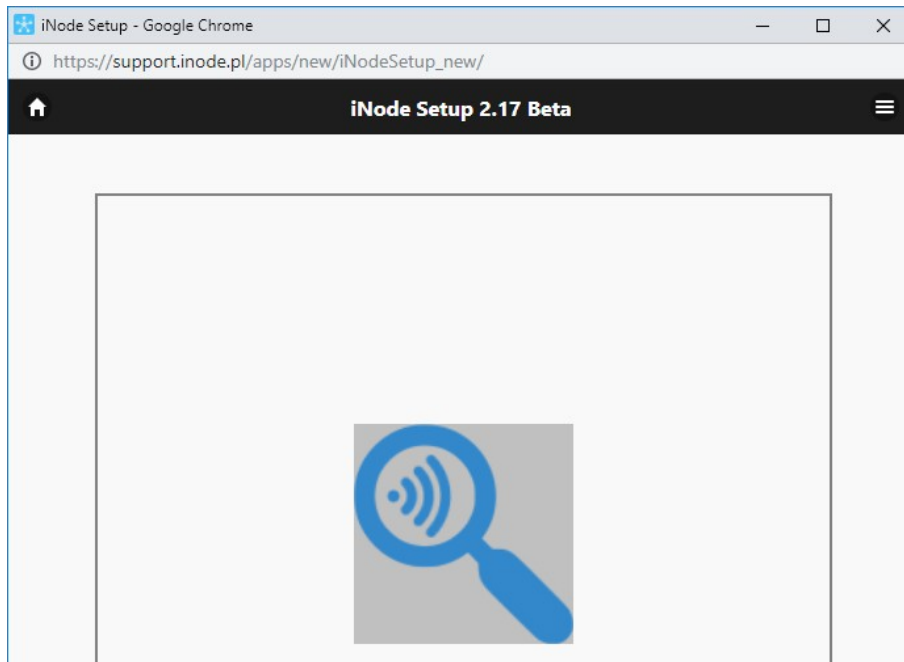 iNode Setup - Google Chrome
https://support.inode.pl/apps/new/iNodeSetup_new/
iNode Setup 2.17 Beta